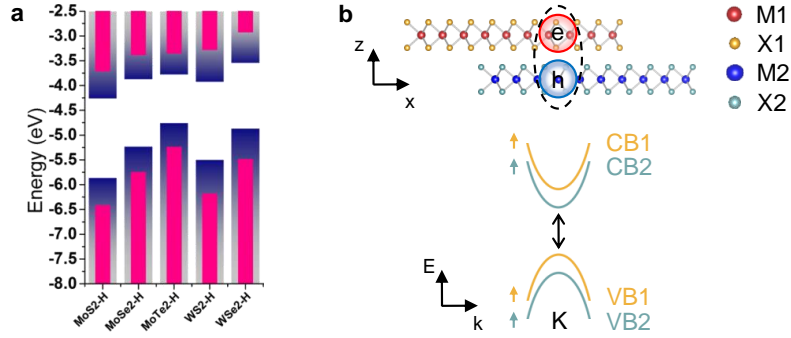 a
Energy (eV)
-2.5
-3.0
-3.5
-4.0
-4.5
-5.0
-5.5
-6.0
-6.5
-7.0
-7.5
-8.0
MoS2-H
MoSe2-H
MoTe2-H
WS2-H
WSe2-H
b
z
x
e
h
M1
X1
M2
X2
CB1
CB2
E
k
VB1
VB2
K